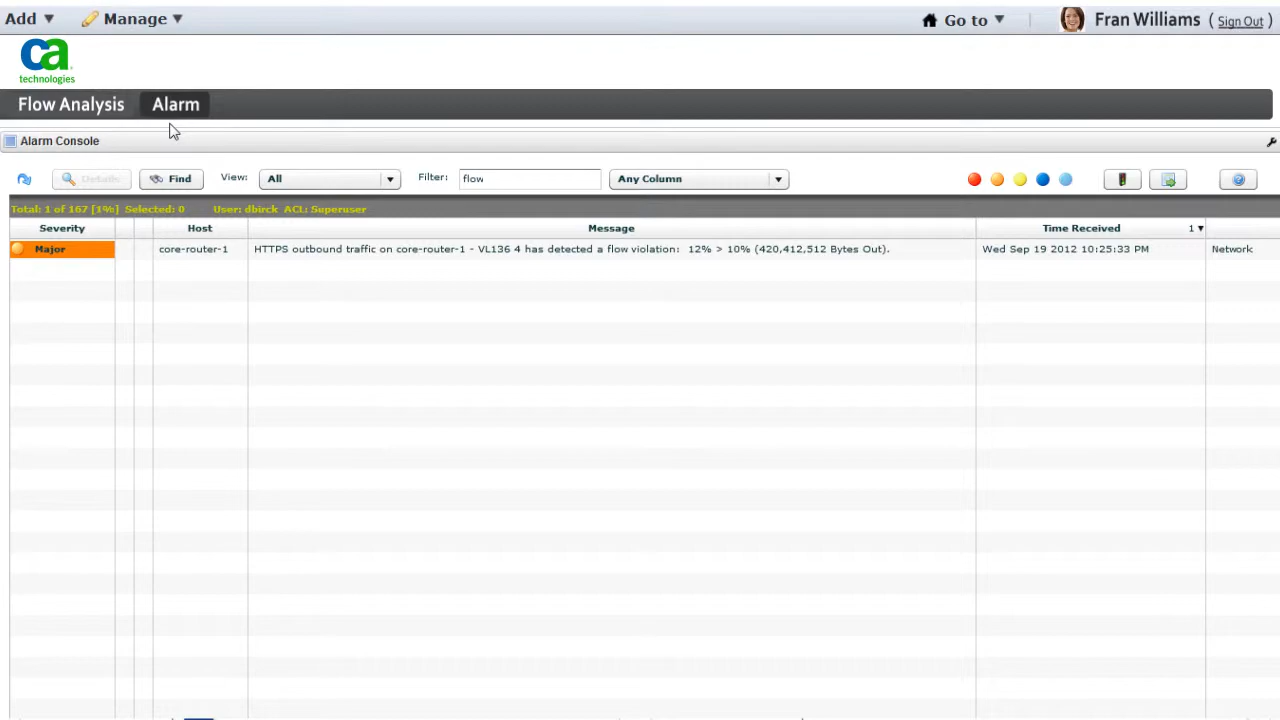 Add Manage Go to Fran Williams ( Sign Out )
ca
technologies
Flow Analysis Alarm
Alarm Console
Details Find View: All Filter: flow Any Column
Total: 1 of 167 [1%] Selected: 0 User: dbirck ACL: Superuser
Severity Host Message Time Received 1
Major core-router-1 HTTPS outbound traffic on core-router-1 - VL136 4 has detected a flow violation: 12% > 10% (420,412,512 Bytes Out). Wed Sep 19 2012 10:25:33 PM Network